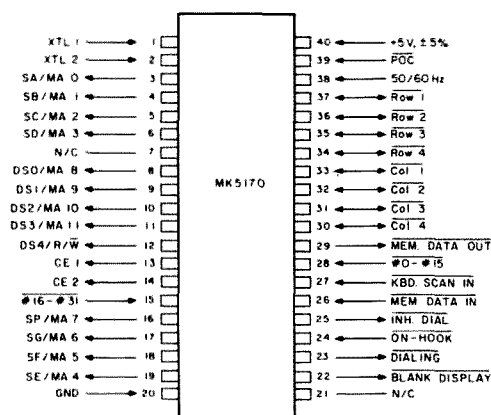 XTL 1 1
XTL 2 2
SA/MA 0 3
SB/MA 1 4
SC/MA 2 5
SD/MA 3 6
N/C 7
DS0/MA 8 8
DS1/MA 9 9
DS2/MA 10 10
DS3/MA 11 11
DS4/R/W̅ 12
CE 1 13
CE 2 14
#16-#31 15
SP/MA 7 16
SG/MA 6 17
SF/MA 5 18
SE/MA 4 19
GND 20
MK5170
40 +5V, ±5%
39 POC
38 50/60 Hz
37 Row 1
36 Row 2
35 Row 3
34 Row 4
33 Col 1
32 Col 2
31 Col 3
30 Col 4
29 MEM. DATA OUT
28 #0-#15
27 KBD. SCAN IN
26 MEM DATA IN
25 INH. DIAL
24 ON-HOOK
23 DIALING
22 BLANK DISPLAY
21 N/C